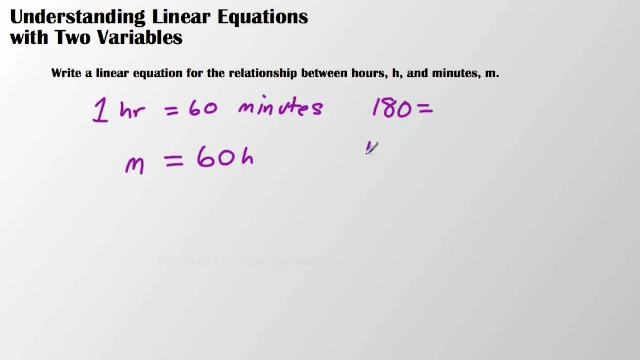 Understanding Linear Equations
with Two Variables
Write a linear equation for the relationship between hours, h, and minutes, m.
1 hr = 60 minutes 180 =
m = 60h